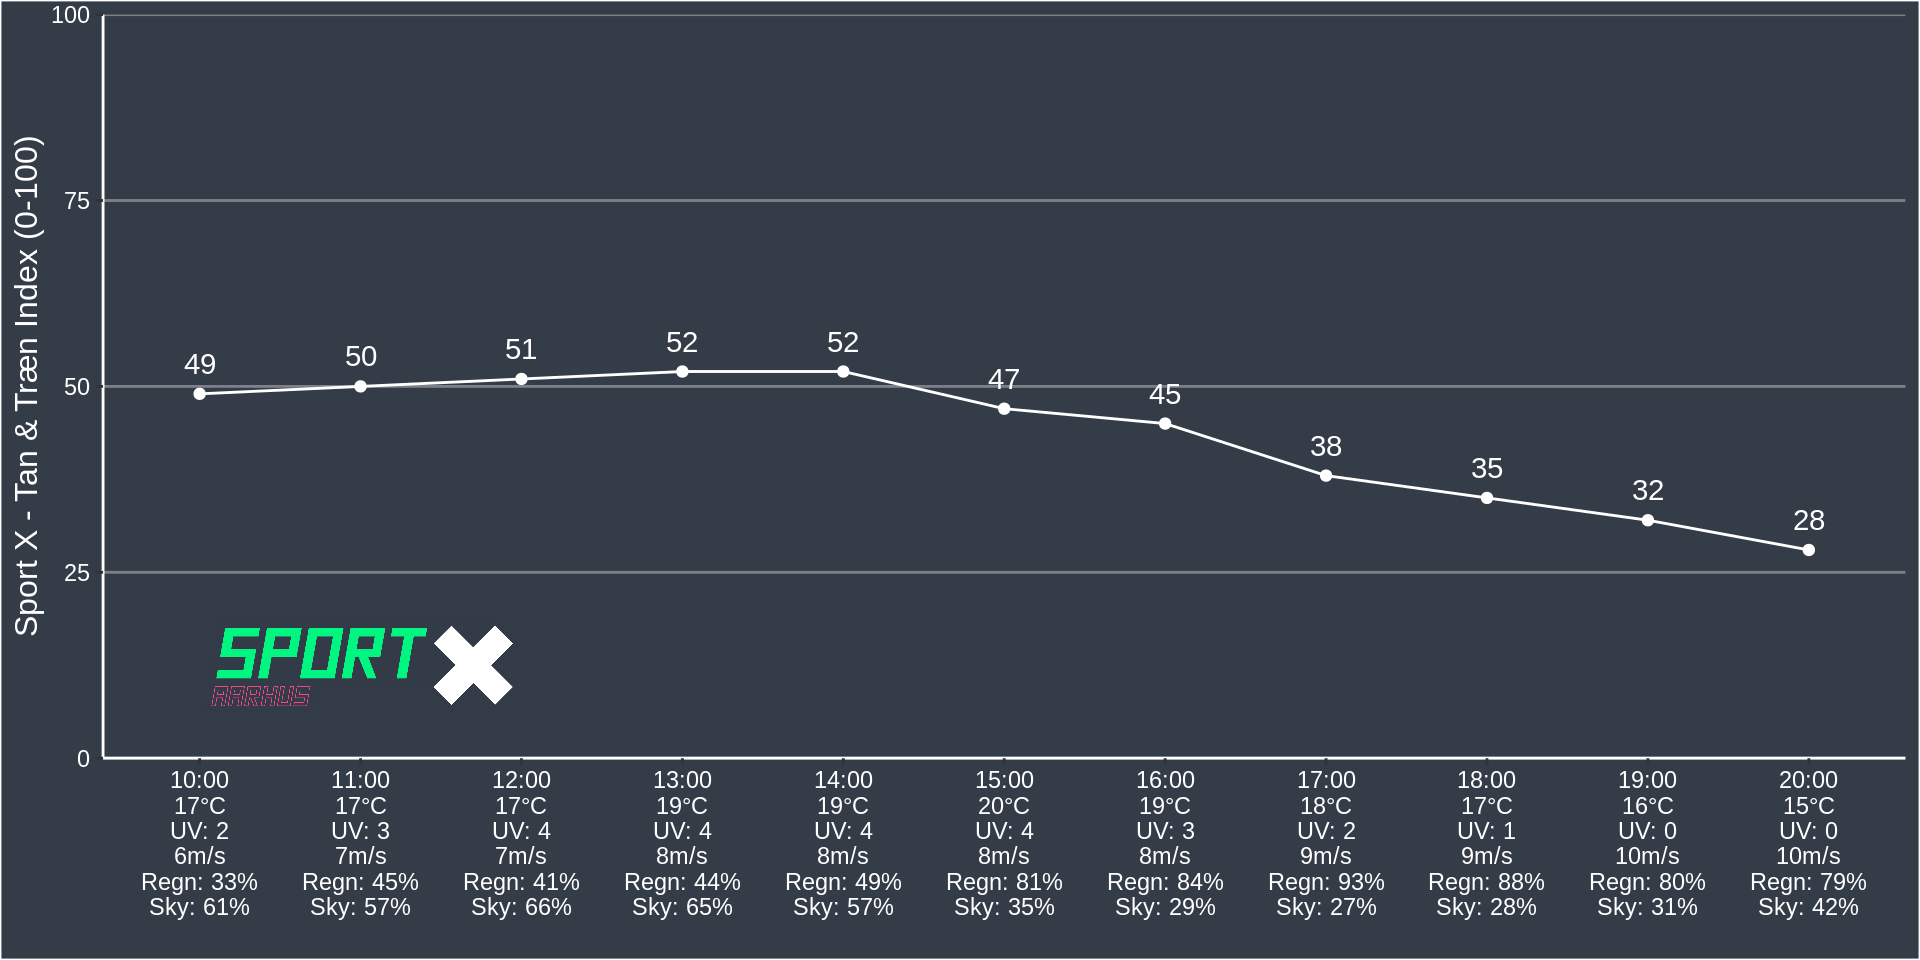 Sport X - Tan & Træn Index (0-100)
100
75
50
25
0
49
50
51
52
52
47
45
38
35
32
28
SPORT X
AARHUS
10:00 11:00 12:00 13:00 14:00 15:00 16:00 17:00 18:00 19:00 20:00
17°C 17°C 17°C 19°C 19°C 20°C 19°C 18°C 17°C 16°C 15°C
UV: 2 UV: 3 UV: 4 UV: 4 UV: 4 UV: 4 UV: 3 UV: 2 UV: 1 UV: 0 UV: 0
6m/s 7m/s 7m/s 8m/s 8m/s 8m/s 8m/s 9m/s 9m/s 10m/s 10m/s
Regn: 33% Regn: 45% Regn: 41% Regn: 44% Regn: 49% Regn: 81% Regn: 84% Regn: 93% Regn: 88% Regn: 80% Regn: 79%
Sky: 61% Sky: 57% Sky: 66% Sky: 65% Sky: 57% Sky: 35% Sky: 29% Sky: 27% Sky: 28% Sky: 31% Sky: 42%